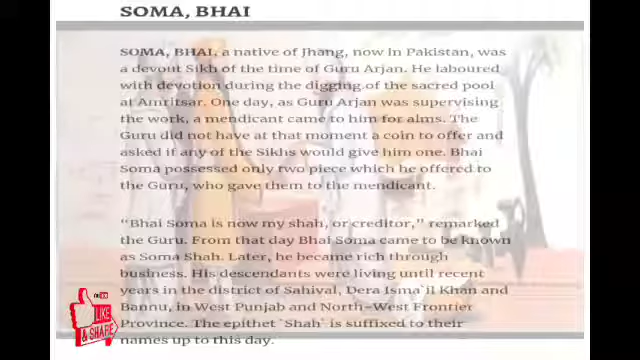 SOMA, BHAI
SOMA, BHAI, a native of Jhang, now in Pakistan, was
a devout Sikh of the time of Guru Arjan. He laboured
with devotion during the digging of the sacred pool
at Amritsar. One day, as Guru Arjan was supervising
the work, a mendicant came to him for alms. The
Guru did not have at that moment a coin to offer and
asked if any of the Sikhs would give him one. Bhai
Soma possessed only two piece which he offered to
the Guru, who gave them to the mendicant.
“Bhai Soma is now my shah, or creditor,” remarked
the Guru. From that day Bhai Soma came to be known
as Soma Shah. Later, he became rich through
business. His descendants were living until recent
years in the district of Sahival, Dera Isma`il Khan and
Bannu, in West Punjab and North-West Frontier
Province. The epithet `Shah` is suffixed to their
names up to this day.
LIKE
& SHARE